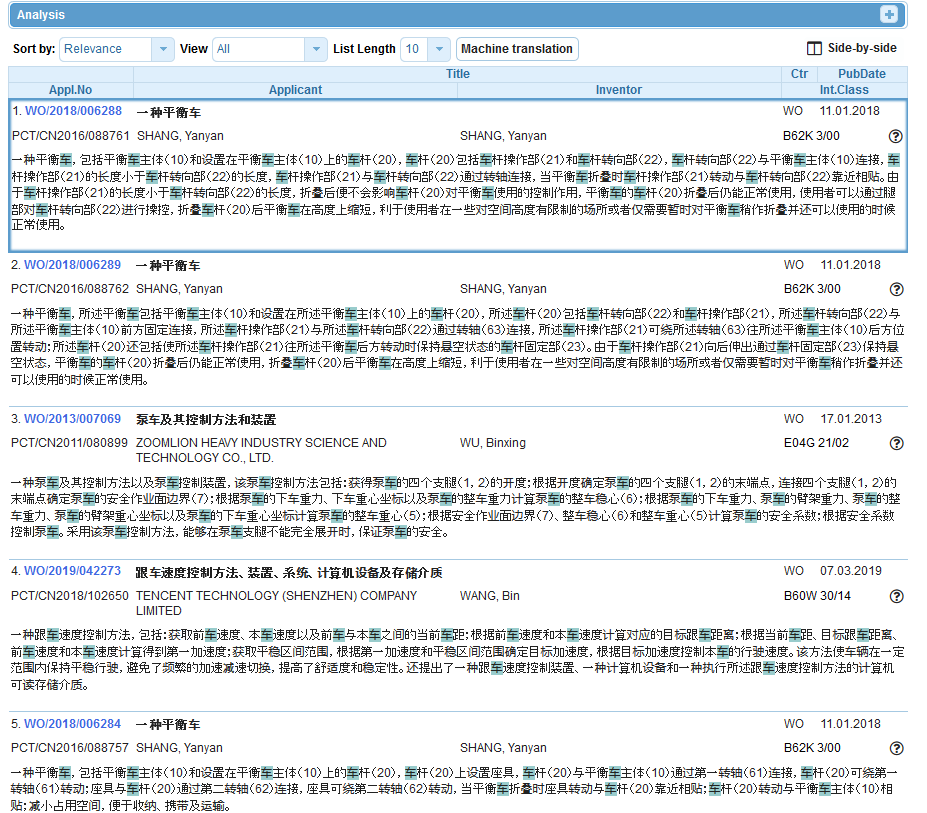 Analysis
Sort by: Relevance View All List Length 10 Machine translation Side-by-side
Title Ctr PubDate
Appl.No Applicant Inventor Int.Class
1. WO/2018/006288 一种平衡车 WO 11.01.2018
PCT/CN2016/088761 SHANG, Yanyan SHANG, Yanyan B62K 3/00
一种平衡车，包括平衡车主体（10）和设置在平衡车主体（10）上的车杆（20），车杆（20）包括车杆操作部（21）和车杆转向部（22），车杆转向部（22）与平衡车主体（10）连接，车
杆操作部（21）的长度小于车杆转向部（22）的长度，车杆操作部（21）与车杆转向部（22）通过转轴连接，当平衡车折叠时车杆操作部（21）转动与车杆转向部（22）靠近相贴。由
于车杆操作部（21）的长度小于车杆转向部（22）的长度，折叠后便不会影响车杆（20）对平衡车使用的控制作用，平衡车的车杆（20）折叠后仍能正常使用，使用者可以通过腿
部对车杆转向部（22）进行操控，折叠车杆（20）后平衡车在高度上缩短，利于使用者在一些对空间高度有限制的场所或者仅需要暂时对平衡车稍作折叠并还可以使用的时候
正常使用。
2. WO/2018/006289 一种平衡车 WO 11.01.2018
PCT/CN2016/088762 SHANG, Yanyan SHANG, Yanyan B62K 3/00
一种平衡车，所述平衡车包括平衡车主体（10）和设置在所述平衡车主体（10）上的车杆（20），所述车杆（20）包括车杆转向部（22）和车杆操作部（21），所述车杆转向部（22）与
所述平衡车主体（10）前方固定连接，所述车杆操作部（21）与所述车杆转向部（22）通过转轴（63）连接，所述车杆操作部（21）可绕所述转轴（63）往所述平衡车主体（10）后方位
置转动；所述车杆（20）还包括使所述车杆操作部（21）往所述平衡车后方转动时保持悬空状态的车杆固定部（23）。由于车杆操作部（21）向后伸出通过车杆固定部（23）保持悬
空状态，平衡车的车杆（20）折叠后仍能正常使用，折叠车杆（20）后平衡车在高度上缩短，利于使用者在一些对空间高度有限制的场所或者仅需要暂时对平衡车稍作折叠并还
可以使用的时候正常使用。
3. WO/2013/007069 泵车及其控制方法和装置 WO 17.01.2013
PCT/CN2011/080899 ZOOMLION HEAVY INDUSTRY SCIENCE AND WU, Binxing E04G 21/02
TECHNOLOGY CO., LTD.
一种泵车及其控制方法以及泵车控制装置，该泵车控制方法包括：获得泵车的四个支腿（1，2）的开度；根据开度确定泵车的四个支腿（1，2）的末端点，连接四个支腿（1，2）的
末端点确定泵车的安全作业面边界（7）；根据泵车的下车重力、下车重心坐标以及泵车的整车重力计算泵车的整车稳心（6）；根据泵车的下车重力、泵车的臂架重力、泵车的整
车重力、泵车的臂架重心坐标以及泵车的下车重心坐标计算泵车的整车重心（5）；根据安全作业面边界（7）、整车稳心（6）和整车重心（5）计算泵车的安全系数；根据安全系数
控制泵车。采用该泵车控制方法，能够在泵车支腿不能完全展开时，保证泵车的安全。
4. WO/2019/042273 跟车速度控制方法、装置、系统、计算机设备及存储介质 WO 07.03.2019
PCT/CN2018/102650 TENCENT TECHNOLOGY (SHENZHEN) COMPANY WANG, Bin B60W 30/14
LIMITED
一种跟车速度控制方法，包括：获取前车速度、本车速度以及前车与本车之间的当前车距；根据前车速度和本车速度计算对应的目标跟车距离；根据当前车距、目标跟车距离、
前车速度和本车速度计算得到第一加速度；获取平稳区间范围，根据第一加速度和平稳区间范围确定目标加速度，根据目标加速度控制本车的行驶速度。该方法使车辆在一定
范围内保持平稳行驶，避免了频繁的加速减速切换，提高了舒适度和稳定性。还提出了一种跟车速度控制装置、一种计算机设备和一种执行所述跟车速度控制方法的计算机
可读存储介质。
5. WO/2018/006284 一种平衡车 WO 11.01.2018
PCT/CN2016/088757 SHANG, Yanyan SHANG, Yanyan B62K 3/00
一种平衡车，包括平衡车主体（10）和设置在平衡车主体（10）上的车杆（20），车杆（20）上设置座具，车杆（20）与平衡车主体（10）通过第一转轴（61）连接，车杆（20）可绕第一
转轴（61）转动；座具与车杆（20）通过第二转轴（62）连接，座具可绕第二转轴（62）转动，当平衡车折叠时座具转动与车杆（20）靠近相贴；车杆（20）转动与平衡车主体（10）相
贴；减小占用空间，便于收纳、携带及运输。